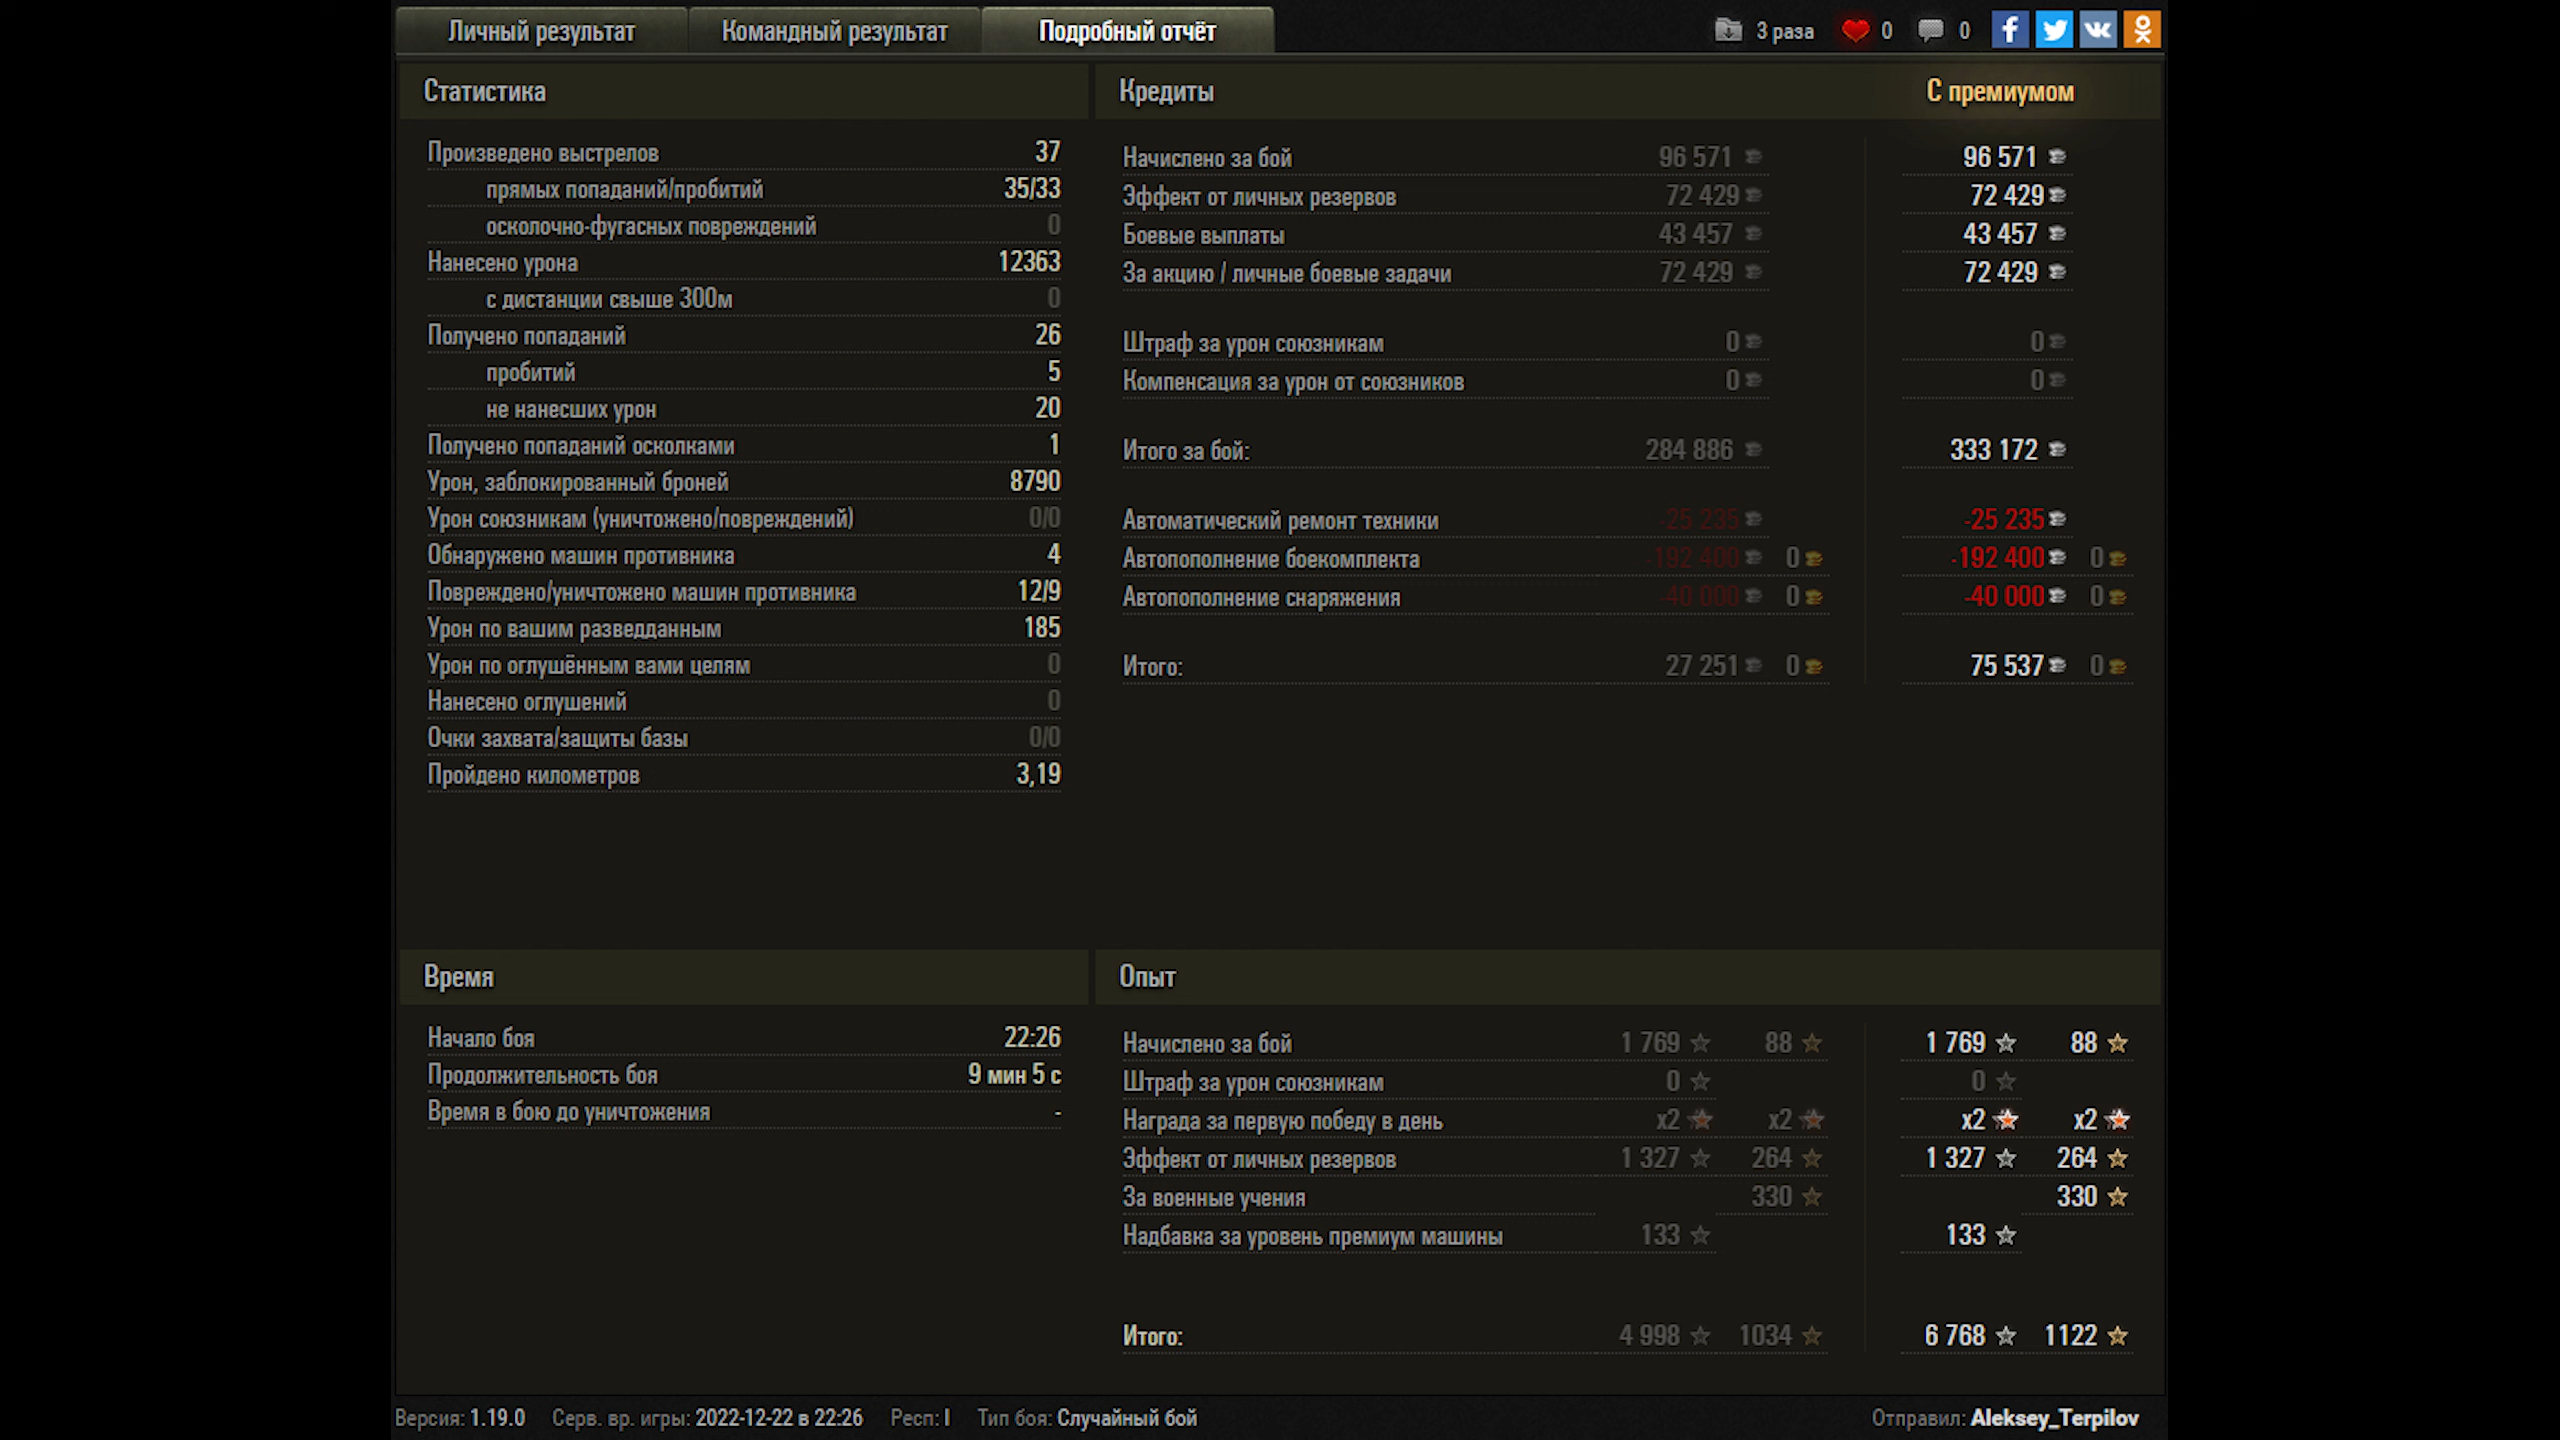 Личный результат Командный результат Подробный отчёт 3 раза 0 0
Статистика
Произведено выстрелов 37
прямых попаданий/пробитий 35/33
осколочно-фугасных повреждений 0
Нанесено урона 12363
с дистанции свыше 300м 0
Получено попаданий 26
пробитий 5
не нанесших урон 20
Получено попаданий осколками 1
Урон, заблокированный броней 8790
Урон союзникам (уничтожено/повреждений) 0/0
Обнаружено машин противника 4
Повреждено/уничтожено машин противника 12/9
Урон по вашим разведданным 185
Урон по оглушённым вами целям 0
Нанесено оглушений 0
Очки захвата/защиты базы 0/0
Пройдено километров 3,19
Кредиты С премиумом
Начислено за бой 96 571 96 571
Эффект от личных резервов 72 429 72 429
Боевые выплаты 43 457 43 457
За акцию / личные боевые задачи 72 429 72 429
Штраф за урон союзникам 0 0
Компенсация за урон от союзников 0 0
Итого за бой: 284 886 333 172
Автоматический ремонт техники -25 235 -25 235
Автопополнение боекомплекта -192 400 0 -192 400 0
Автопополнение снаряжения -40 000 0 -40 000 0
Итого: 27 251 0 75 537 0
Время
Начало боя 22:26
Продолжительность боя 9 мин 5 с
Время в бою до уничтожения -
Опыт
Начислено за бой 1 769 88 1 769 88
Штраф за урон союзникам 0 0
Награда за первую победу в день x2 x2 x2 x2
Эффект от личных резервов 1 327 264 1 327 264
За военные учения 330 330
Надбавка за уровень премиум машины 133 133
Итого: 4 998 1034 6 768 1122
Версия: 1.19.0 Серв. вр. игры: 2022-12-22 в 22:26 Респ: I Тип боя: Случайный бой Отправил: Aleksey_Terpilov